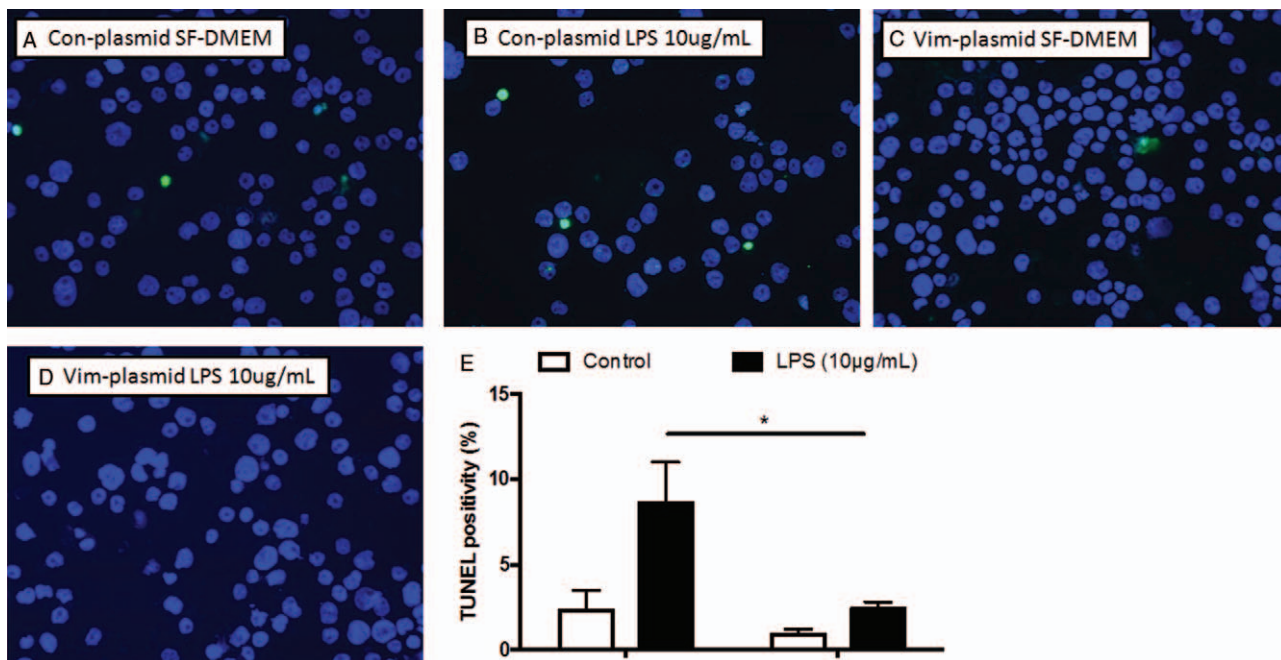 A Con-plasmid SF-DMEM
B Con-plasmid LPS 10ug/mL
C Vim-plasmid SF-DMEM
D Vim-plasmid LPS 10ug/mL
E
Control
LPS (10µg/mL)
TUNEL positivity (%)
15
10
5
0
*